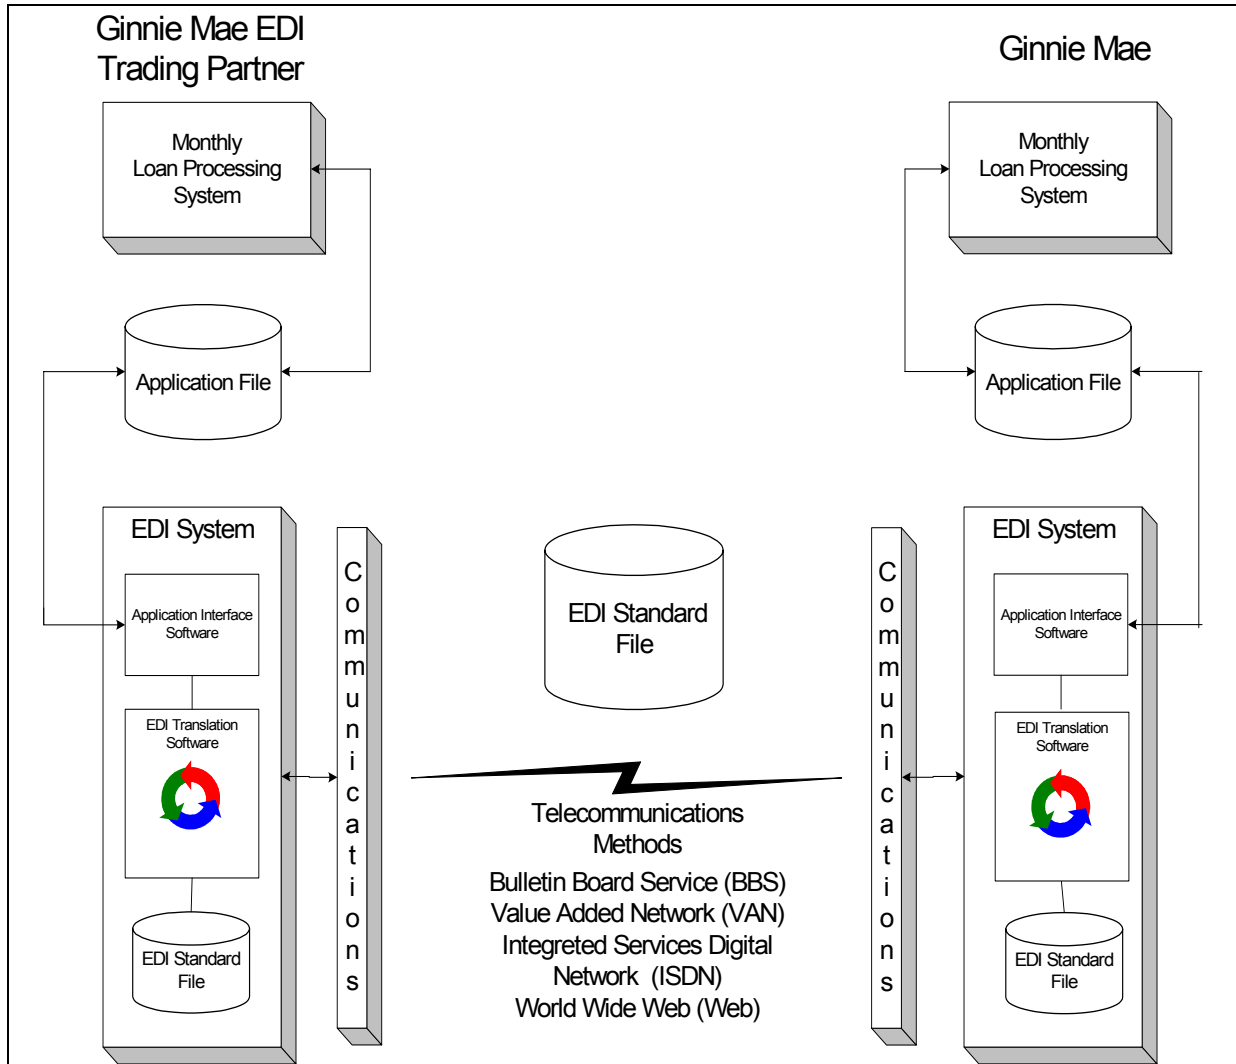 Ginnie Mae EDI
Trading Partner
Monthly
Loan Processing
System
Application File
EDI System
Application Interface
Software
EDI Translation
Software
EDI Standard
File
Communications
EDI Standard
File
Telecommunications
Methods
Bulletin Board Service (BBS)
Value Added Network (VAN)
Integreted Services Digital
Network (ISDN)
World Wide Web (Web)
Ginnie Mae
Monthly
Loan Processing
System
Application File
Communications
EDI System
Application Interface
Software
EDI Translation
Software
EDI Standard
File